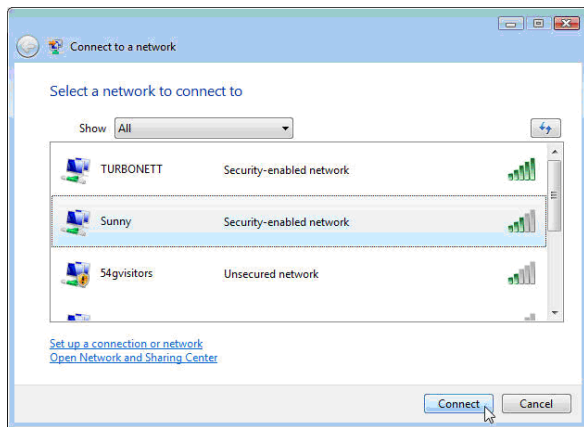 Connect to a network
Select a network to connect to
Show All
TURBONETT Security-enabled network
Sunny Security-enabled network
54gvisitors Unsecured network
Set up a connection or network
Open Network and Sharing Center
Connect Cancel